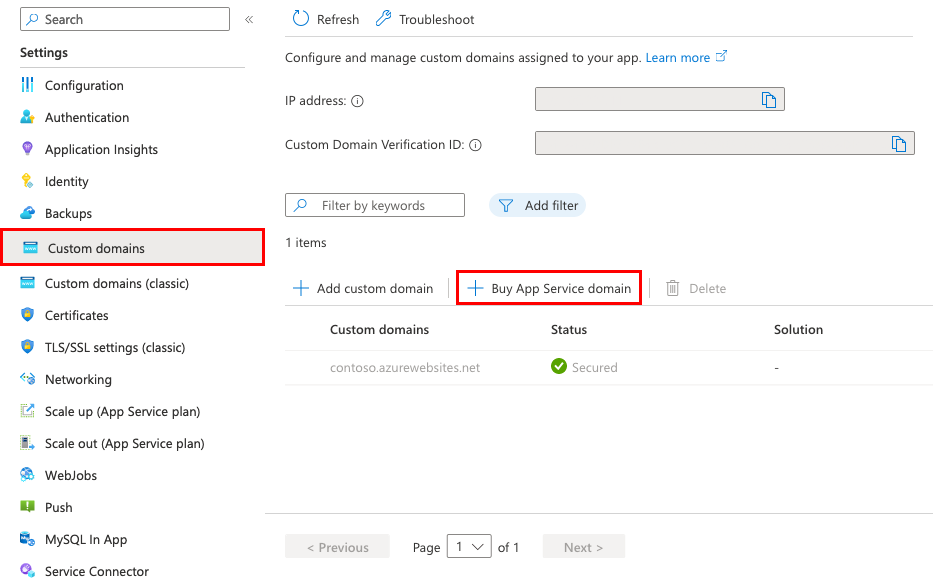 Search
«
Settings
Configuration
Authentication
Application Insights
Identity
Backups
Custom domains
Custom domains (classic)
Certificates
TLS/SSL settings (classic)
Networking
Scale up (App Service plan)
Scale out (App Service plan)
WebJobs
Push
MySQL In App
Service Connector
Refresh
Troubleshoot
Configure and manage custom domains assigned to your app. Learn more
IP address:
Custom Domain Verification ID:
Filter by keywords
Add filter
1 items
Add custom domain
Buy App Service domain
Delete
Custom domains Status Solution
contoso.azurewebsites.net Secured -
< Previous Page 1 of 1 Next >